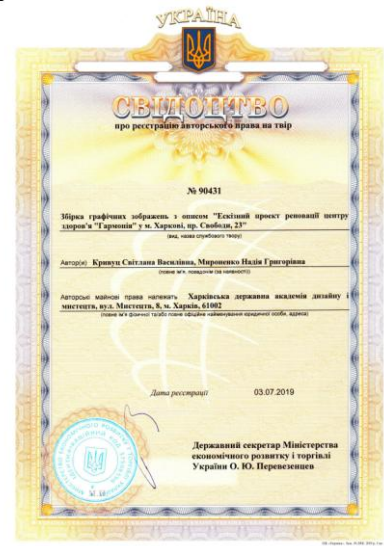 УКРАЇНА
СВІДОЦТВО
про реєстрацію авторського права на твір
№ 90431
Збірка графічних зображень з описом "Ескізний проект реновації центру
здоров'я "Гармонія" у м. Харкові, пр. Свободи, 23"
(вид, назва службового твору)
Автор(и) Кривуц Світлана Василівна, Мироненко Надія Григорівна
(повне ім'я, псевдонім (за наявності))
Авторські майнові права належать Харківська державна академія дизайну і
мистецтв, вул. Мистецтв, 8, м. Харків, 61002
(повне ім'я фізичної та/або повне офіційне найменування юридичної особи, адреса)
Дата реєстрації 03.07.2019
Державний секретар Міністерства
економічного розвитку і торгівлі
України О. Ю. Перевезенцев